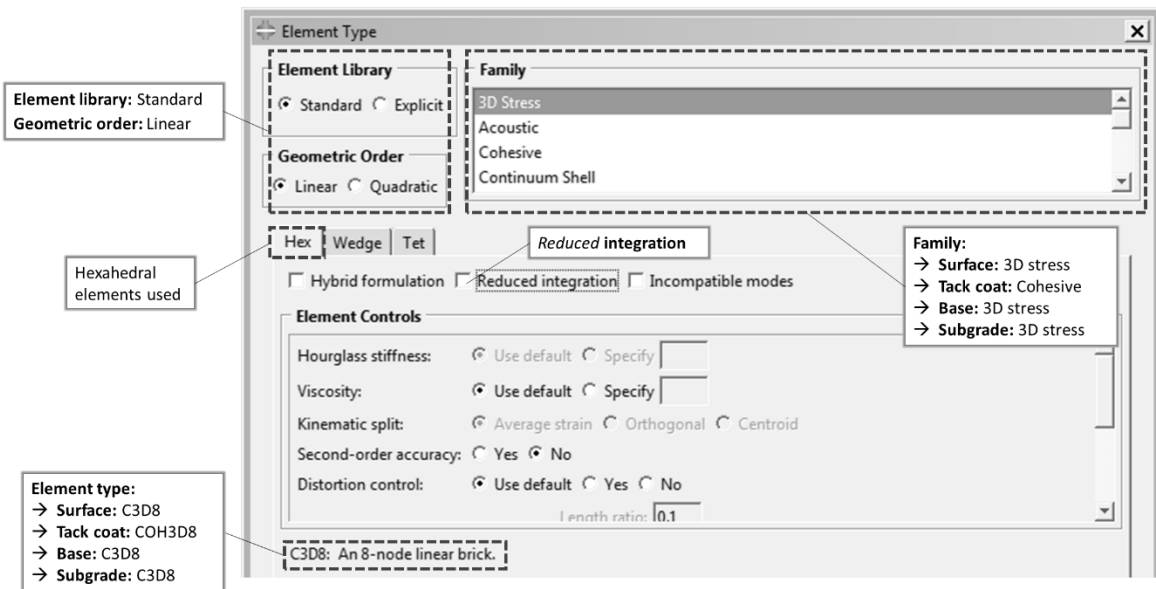 Element Type
Element library: Standard
Geometric order: Linear
Element Library
Standard Explicit
Geometric Order
Linear Quadratic
Family
3D Stress
Acoustic
Cohesive
Continuum Shell
Hexahedral
elements used
Hex Wedge Tet
Reduced integration
Family:
→ Surface: 3D stress
→ Tack coat: Cohesive
→ Base: 3D stress
→ Subgrade: 3D stress
Hybrid formulation Reduced integration Incompatible modes
Element Controls
Hourglass stiffness: Use default Specify
Viscosity: Use default Specify
Kinematic split: Average strain Orthogonal Centroid
Second-order accuracy: Yes No
Distortion control: Use default Yes No
Length ratio: 0.1
Element type:
→ Surface: C3D8
→ Tack coat: COH3D8
→ Base: C3D8
→ Subgrade: C3D8
C3D8: An 8-node linear brick.